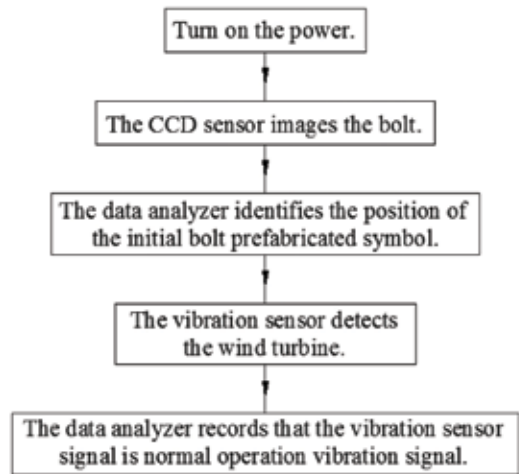 Turn on the power.
The CCD sensor images the bolt.
The data analyzer identifies the position of
the initial bolt prefabricated symbol.
The vibration sensor detects
the wind turbine.
The data analyzer records that the vibration sensor
signal is normal operation vibration signal.